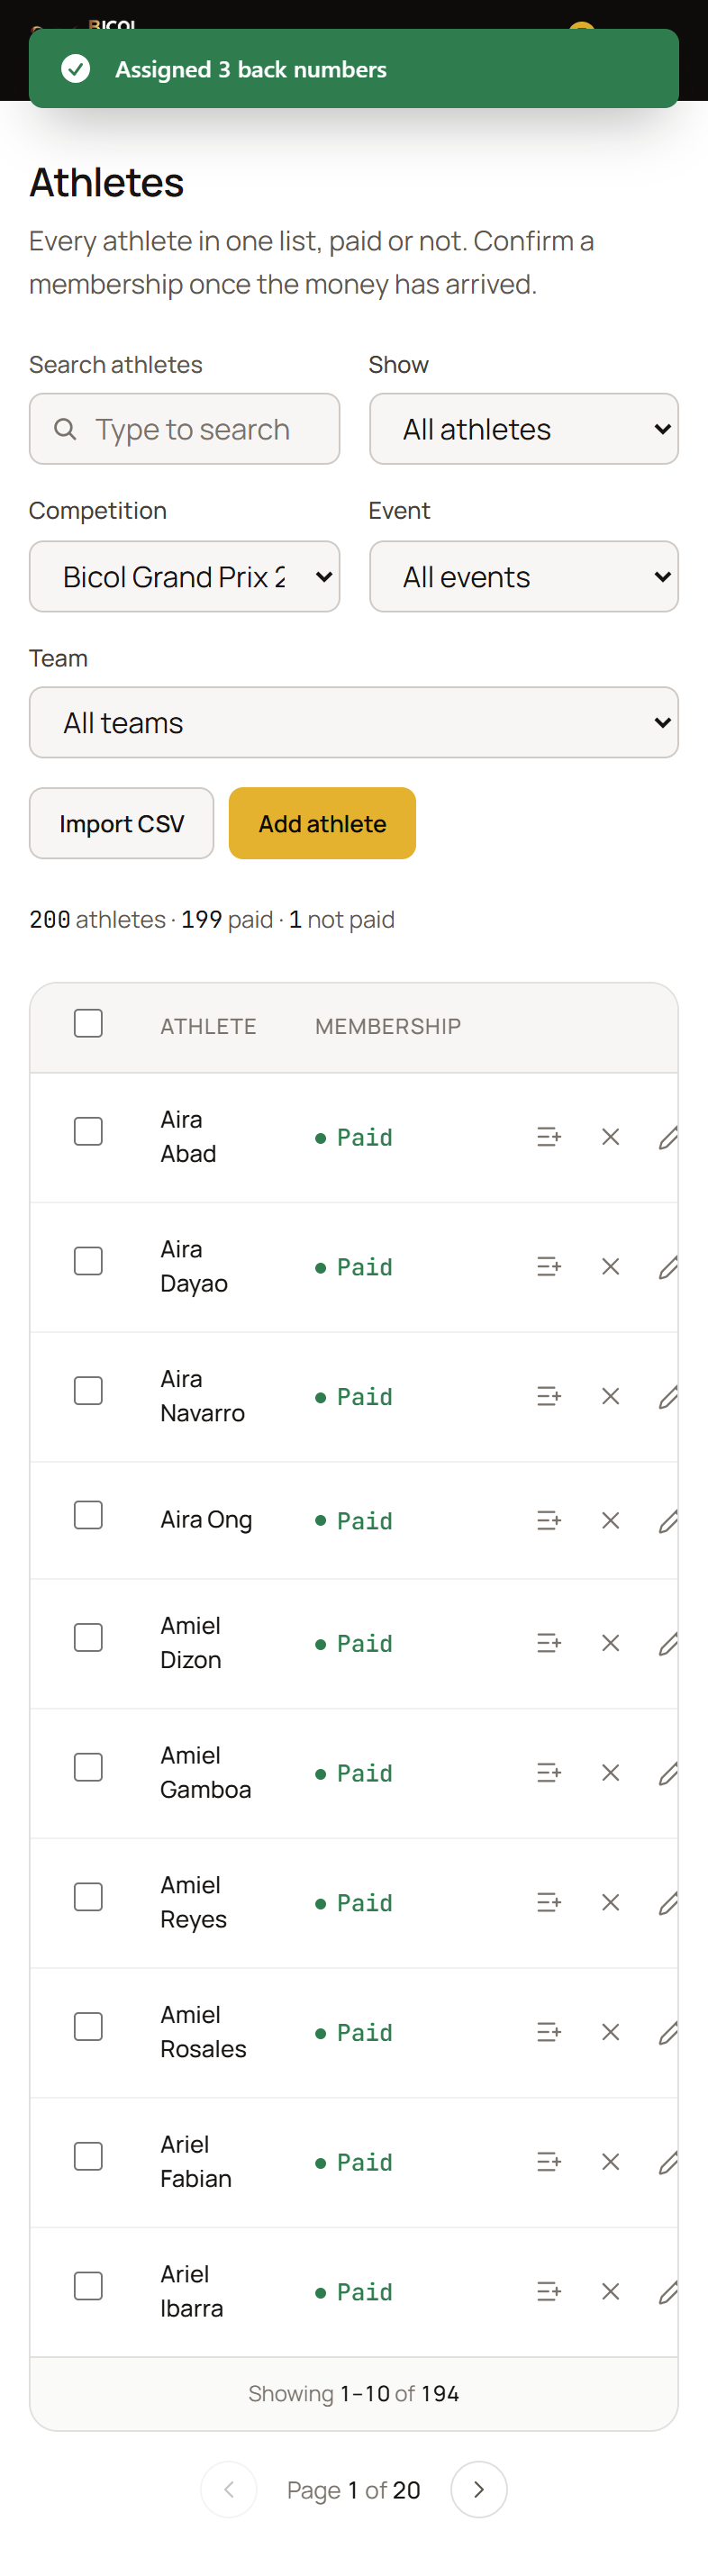 BICOL
Assigned 3 back numbers
Athletes
Every athlete in one list, paid or not. Confirm a
membership once the money has arrived.
Search athletes
Show
Type to search
All athletes
Competition
Event
Bicol Grand Prix 2
All events
Team
All teams
Import CSV
Add athlete
200 athletes · 199 paid · 1 not paid
ATHLETE
MEMBERSHIP
Aira
Abad
Paid
Aira
Dayao
Paid
Aira
Navarro
Paid
Aira Ong
Paid
Amiel
Dizon
Paid
Amiel
Gamboa
Paid
Amiel
Reyes
Paid
Amiel
Rosales
Paid
Ariel
Fabian
Paid
Ariel
Ibarra
Paid
Showing 1–10 of 194
Page 1 of 20